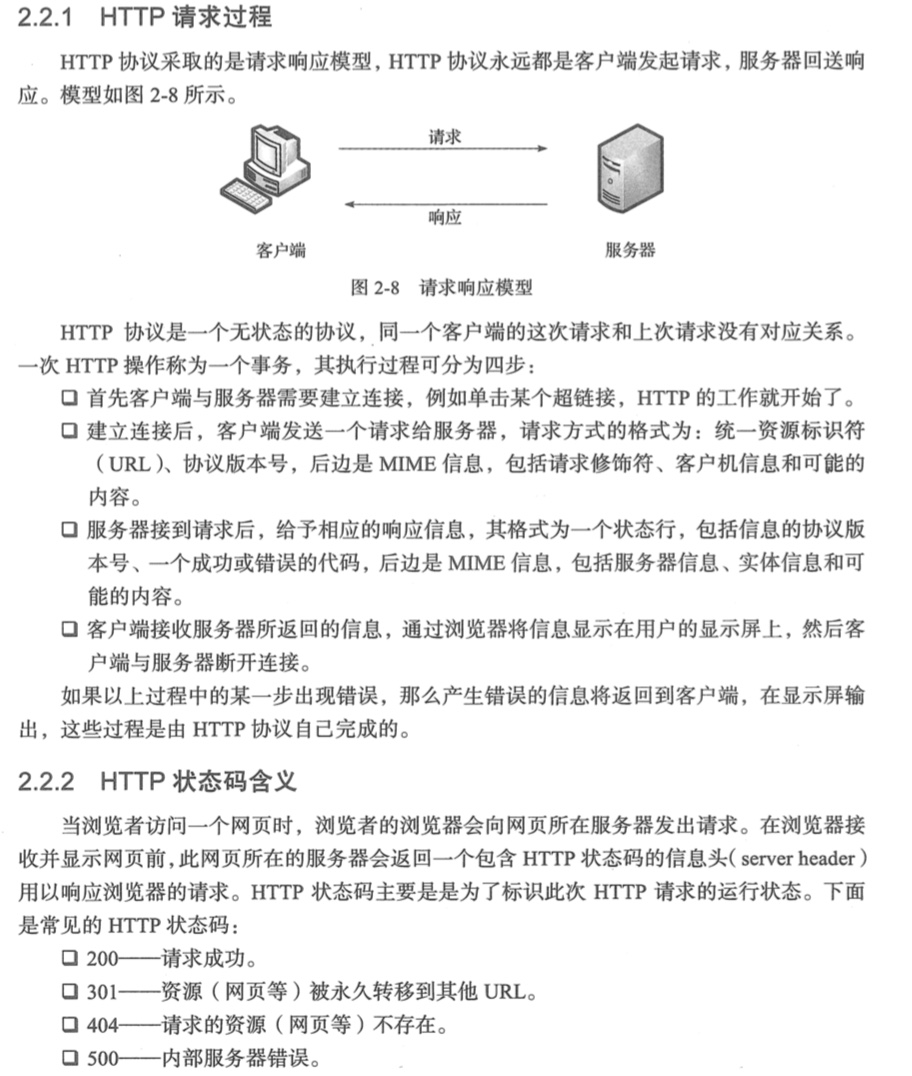 2.2.1 HTTP 请求过程
HTTP 协议采取的是请求响应模型，HTTP 协议永远都是客户端发起请求，服务器回送响
应。模型如图 2-8 所示。
请求
响应
客户端
服务器
图 2-8 请求响应模型
HTTP 协议是一个无状态的协议，同一个客户端的这次请求和上次请求没有对应关系。
一次 HTTP 操作称为一个事务，其执行过程可分为四步：
❑ 首先客户端与服务器需要建立连接，例如单击某个超链接，HTTP 的工作就开始了。
❑ 建立连接后，客户端发送一个请求给服务器，请求方式的格式为：统一资源标识符
（URL）、协议版本号，后边是 MIME 信息，包括请求修饰符、客户机信息和可能的
内容。
❑ 服务器接到请求后，给予相应的响应信息，其格式为一个状态行，包括信息的协议版
本号、一个成功或错误的代码，后边是 MIME 信息，包括服务器信息、实体信息和可
能的内容。
❑ 客户端接收服务器所返回的信息，通过浏览器将信息显示在用户的显示屏上，然后客
户端与服务器断开连接。
如果以上过程中的某一步出现错误，那么产生错误的信息将返回到客户端，在显示屏输
出，这些过程是由 HTTP 协议自己完成的。
2.2.2 HTTP 状态码含义
当浏览者访问一个网页时，浏览者的浏览器会向网页所在服务器发出请求。在浏览器接
收并显示网页前，此网页所在的服务器会返回一个包含 HTTP 状态码的信息头（server header）
用以响应浏览器的请求。HTTP 状态码主要是是为了标识此次 HTTP 请求的运行状态。下面
是常见的 HTTP 状态码：
❑ 200——请求成功。
❑ 301——资源（网页等）被永久转移到其他 URL。
❑ 404——请求的资源（网页等）不存在。
❑ 500——内部服务器错误。